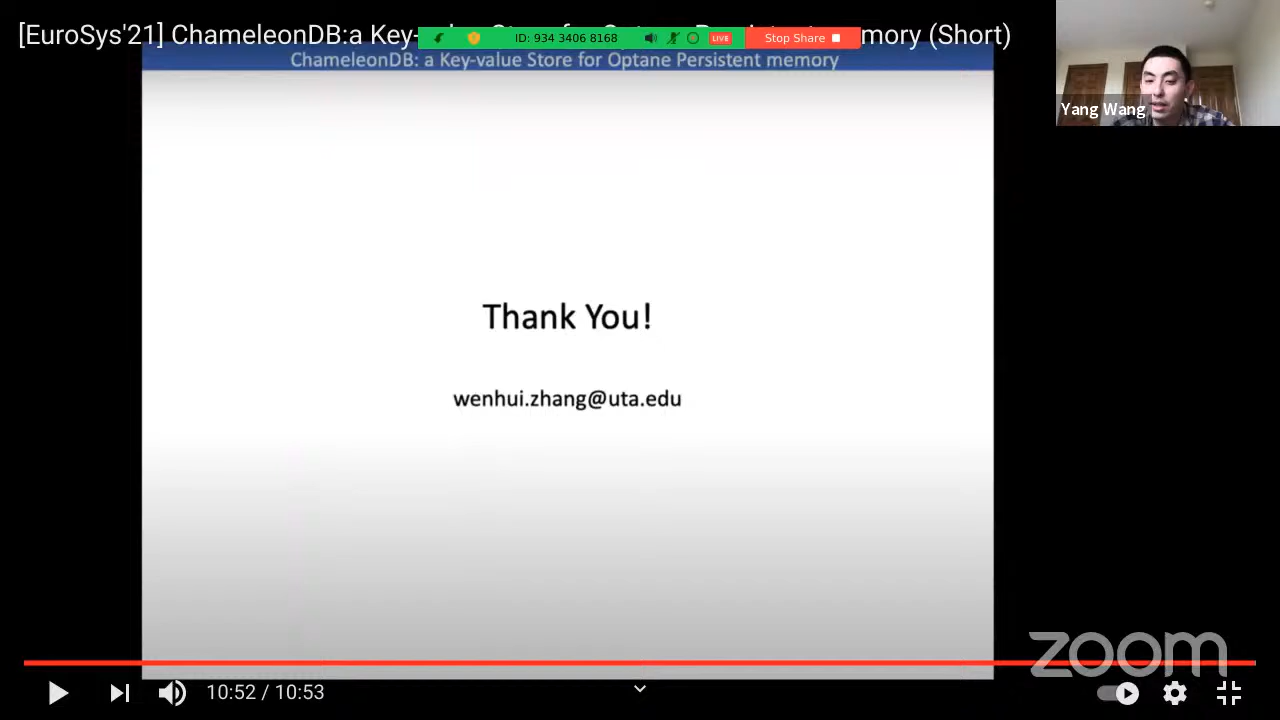 [EuroSys'21] ChameleonDB:a Key-
mory (Short)
ID: 934 3406 8168
LIVE
Stop Share
ChameleonDB: a Key-value Store for Optane Persistent memory
Yang Wang
Thank You!
wenhui.zhang@uta.edu
zoom
10:52 / 10:53